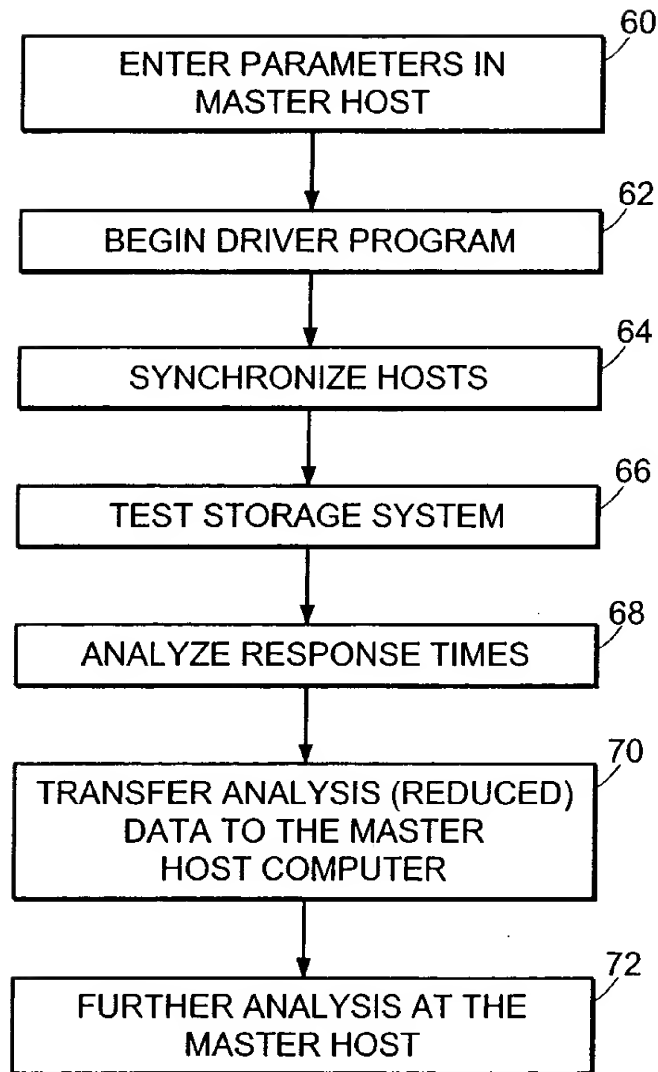 60
ENTER PARAMETERS IN
MASTER HOST
62
BEGIN DRIVER PROGRAM
64
SYNCHRONIZE HOSTS
66
TEST STORAGE SYSTEM
68
ANALYZE RESPONSE TIMES
70
TRANSFER ANALYSIS (REDUCED)
DATA TO THE MASTER
HOST COMPUTER
72
FURTHER ANALYSIS AT THE
MASTER HOST